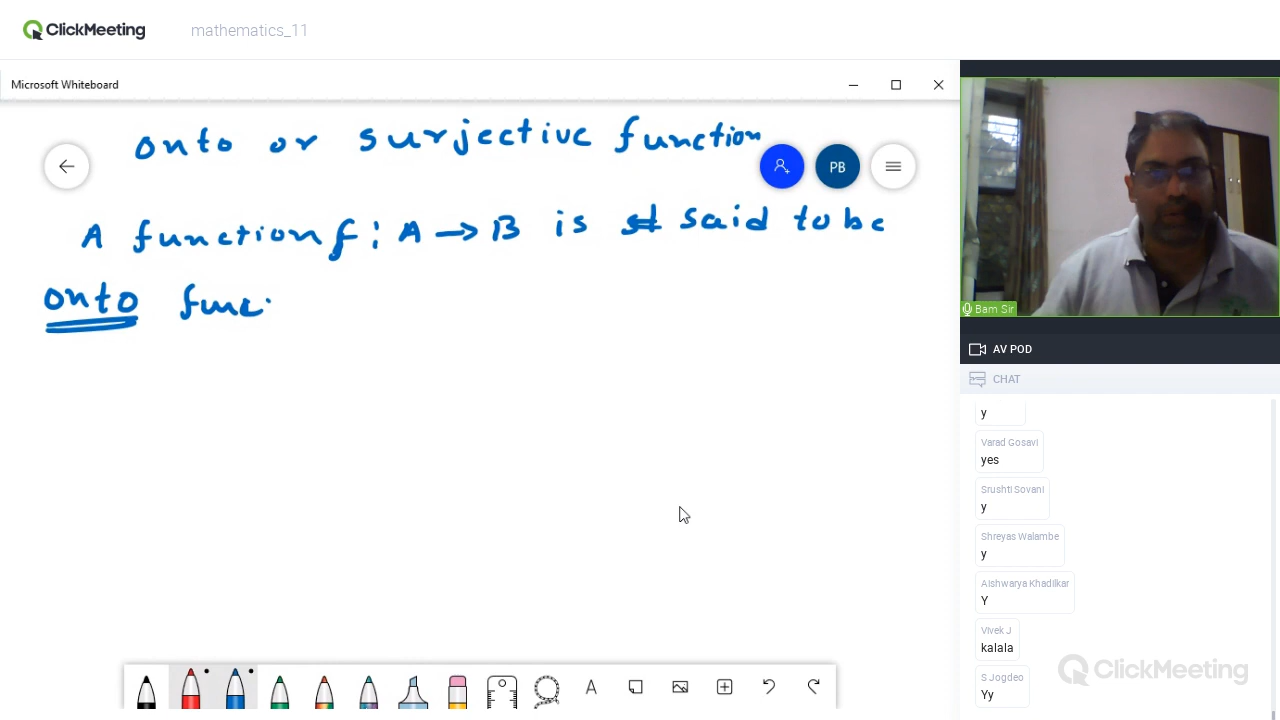 ClickMeeting
mathematics_11
Microsoft Whiteboard
onto or surjective function
PB
A function f : A → B is said to be
onto func
Bam Sir
AV POD
CHAT
y
Varad Gosavi
yes
Srushti Sovani
y
Shreyas Walambe
y
Aishwarya Khadilkar
Y
Vivek J
kalala
S Jogdeo
Yy
ClickMeeting
A